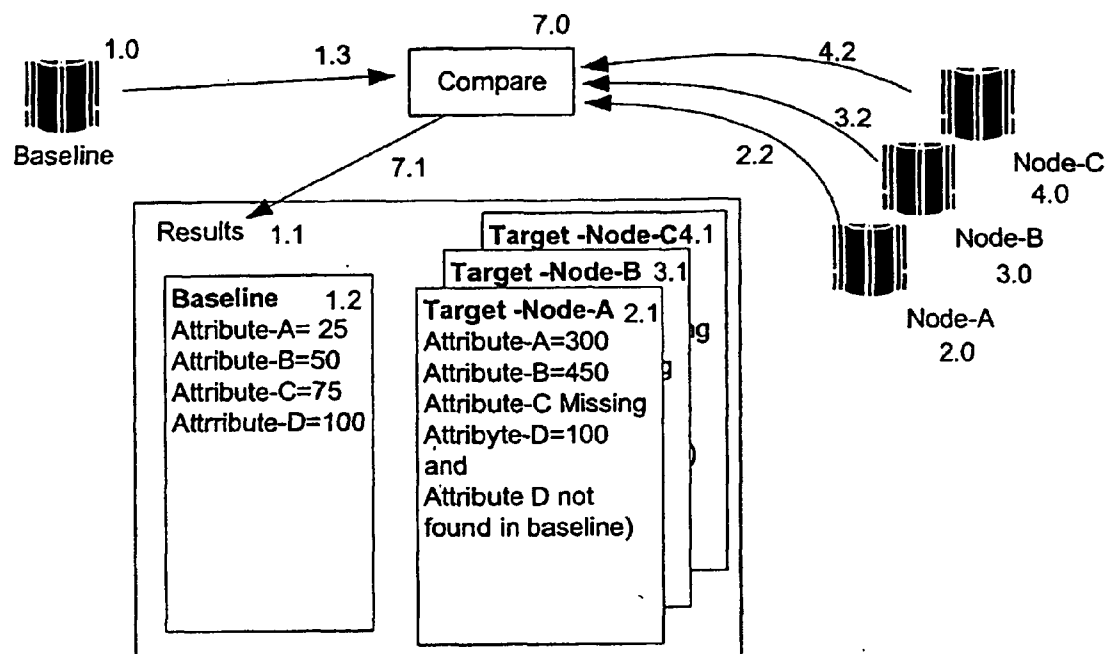 7.0
1.0
1.3
Compare
4.2
3.2
2.2
Baseline
7.1
Node-C
4.0
Node-B
3.0
Node-A
2.0
Results 1.1
Baseline 1.2
Attribute-A= 25
Attribute-B=50
Attribute-C=75
Attrribute-D=100
Target -Node-C4.1
Target -Node-B 3.1
Target -Node-A 2.1
Attribute-A=300
Attribute-B=450
Attribute-C Missing
Attribyte-D=100
and
Attribute D not
found in baseline)